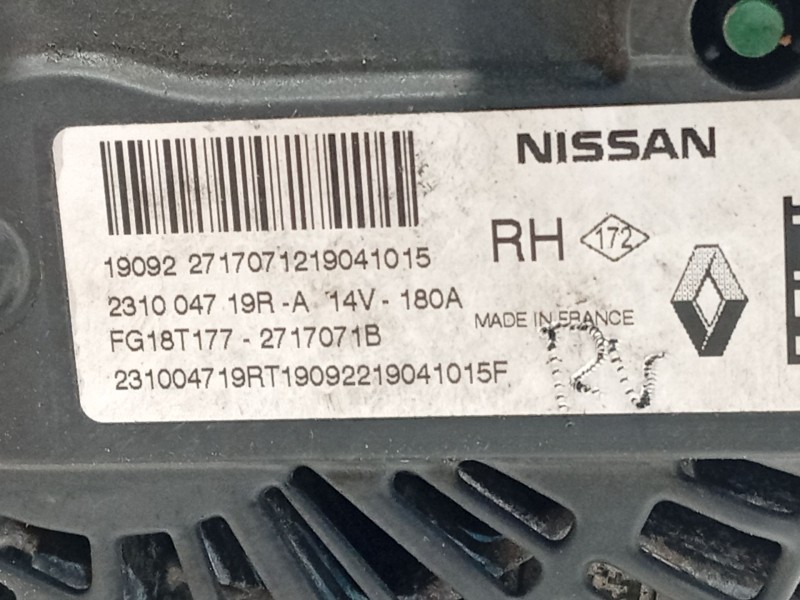 NISSAN
RH 172
19092 2717071219041015
2310 047 19R -A 14V - 180A
MADE IN FRANCE
FG18T177 - 2717071B
231004719RT19092219041015F